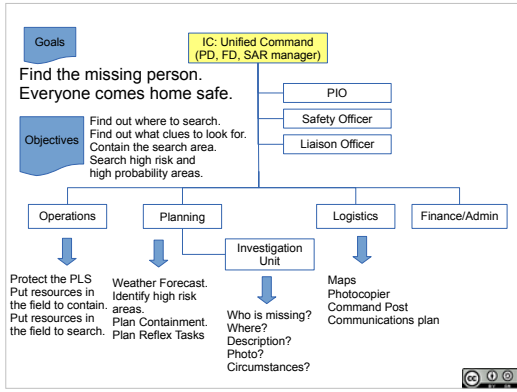 Goals
IC: Unified Command
(PD, FD, SAR manager)
Find the missing person.
Everyone comes home safe.
PIO
Safety Officer
Liaison Officer
Objectives
Find out where to search.
Find out what clues to look for.
Contain the search area.
Search high risk and
high probability areas.
Operations
Planning
Logistics
Finance/Admin
Investigation
Unit
Protect the PLS
Put resources in
the field to contain.
Put resources in
the field to search.
Weather Forecast.
Identify high risk
areas.
Plan Containment.
Plan Reflex Tasks
Who is missing?
Where?
Description?
Photo?
Circumstances?
Maps
Photocopier
Command Post
Communications plan
cc
BY